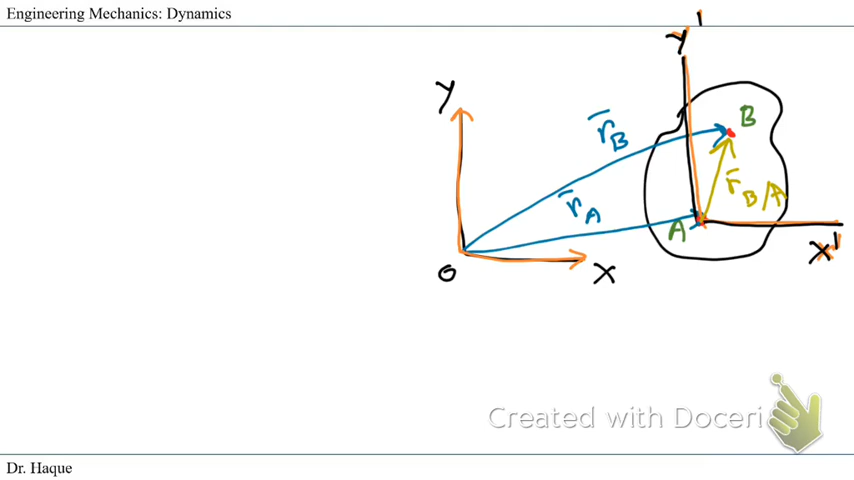 Engineering Mechanics: Dynamics
Y'
Y
B
r̄B
r̄B/A
r̄A
A
X'
O
X
Created with Doceri
Dr. Haque